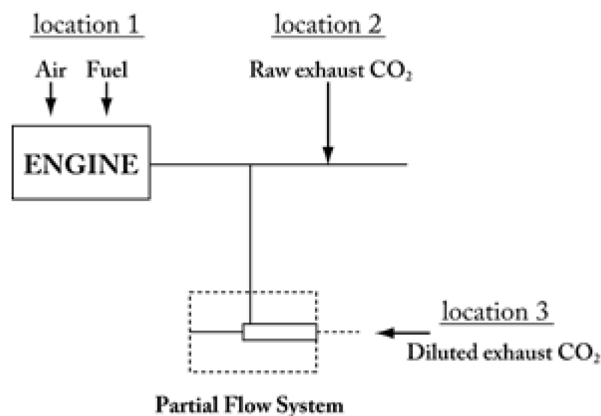 location 1
location 2
Air Fuel
Raw exhaust CO₂
ENGINE
location 3
Diluted exhaust CO₂
Partial Flow System